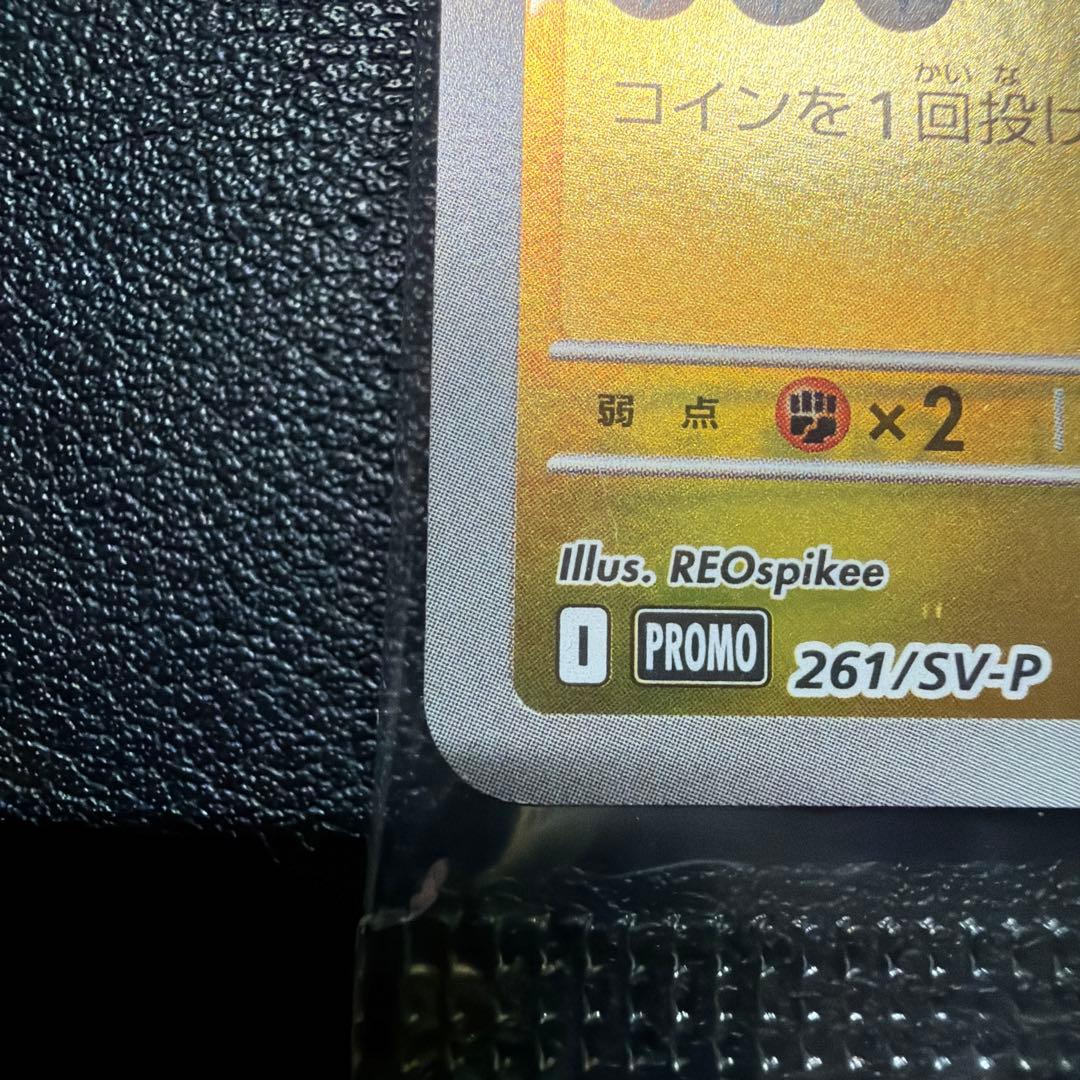 かい な
コイン を1回投げ
弱点 ×2
Illus. REOspikee
I PROMO 261/SV-P